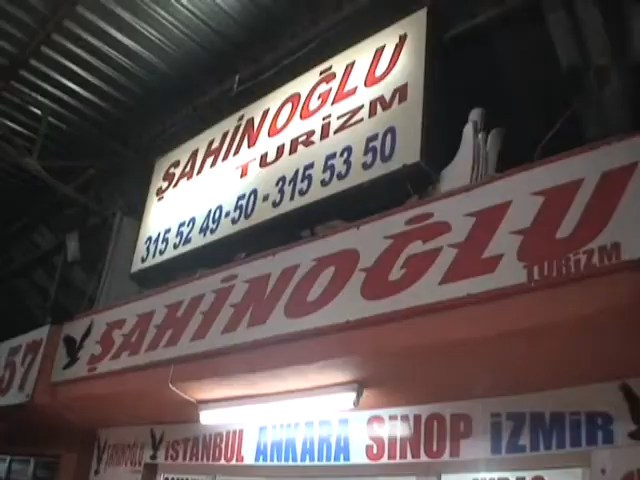 ŞAHİNOĞLU
TURİZM
315 52 49-50-315 53 50
ŞAHİNOĞLU
TURİZM
57
ŞAHİNOĞLU İSTANBUL ANKARA SİNOP İZMİR